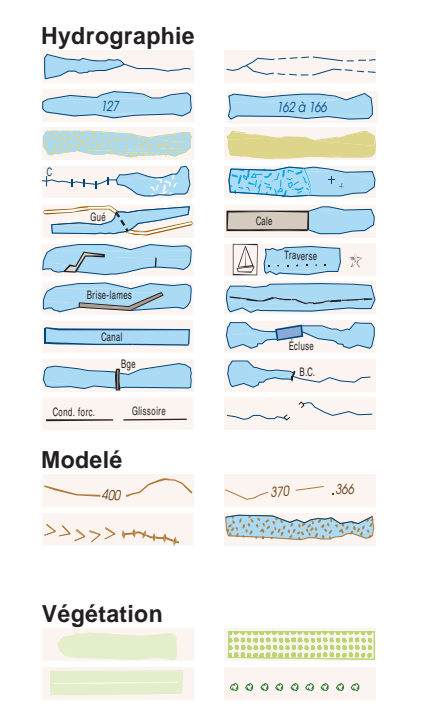 Hydrographie
127
162 à 166
C
Gué
Cale
Traverse
Brise-lames
Canal
Écluse
Bge
B.C.
Cond. forc.
Glissoire
Modelé
400
370
.366
Végétation